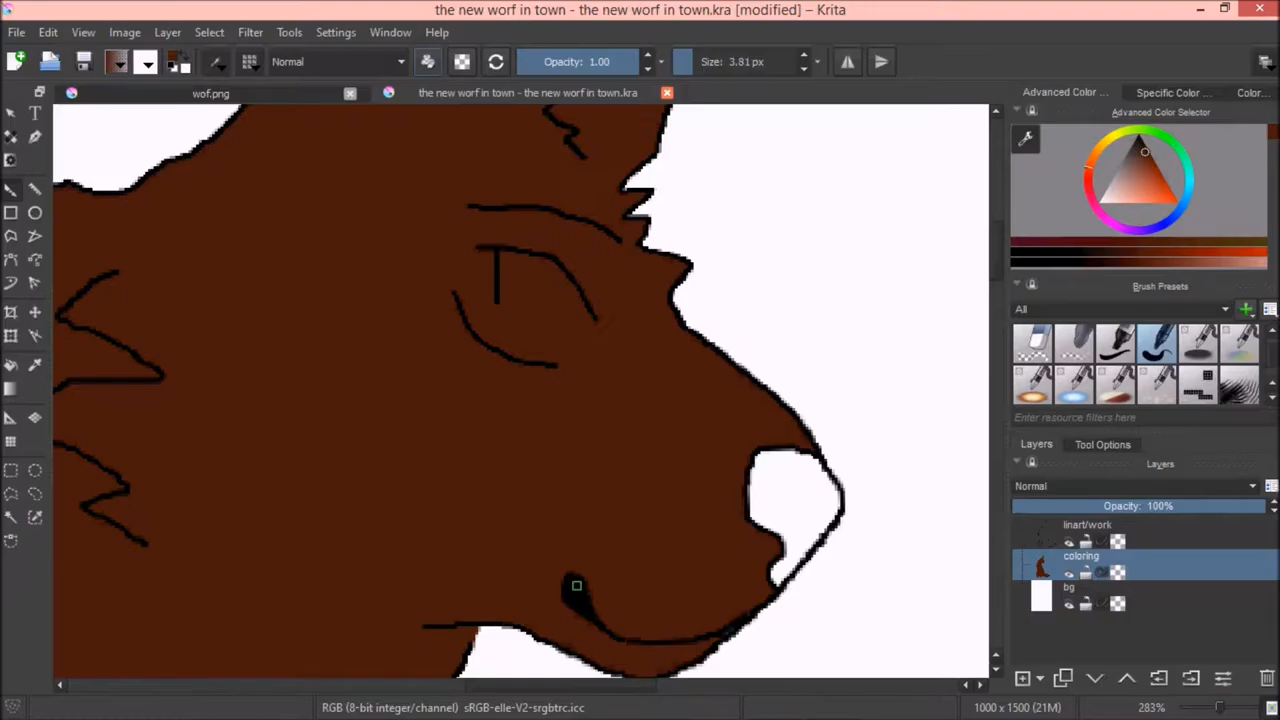 the new worf in town - the new worf in town.kra [modified] - Krita
File Edit View Image Layer Select Filter Tools Settings Window Help
Normal Opacity: 1.00 Size: 3.81 px
wof.png the new worf in town - the new worf in town.kra
Advanced Color ... Specific Color ... Color...
Advanced Color Selector
Brush Presets
All
Enter resource filters here
Layers Tool Options
Layers
Normal
Opacity: 100%
linart/work
coloring
bg
RGB (8-bit integer/channel) sRGB-elle-V2-srgbtrc.icc 1000 x 1500 (21M) 283%